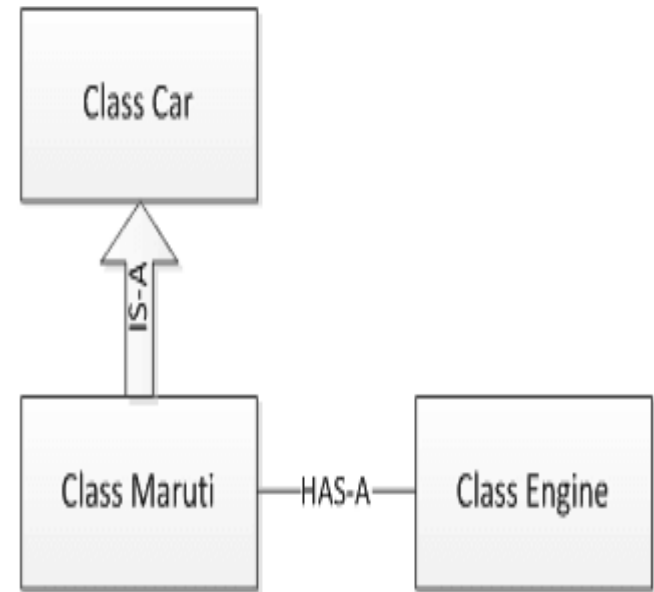 Class Car
IS-A
Class Maruti
HAS-A
Class Engine